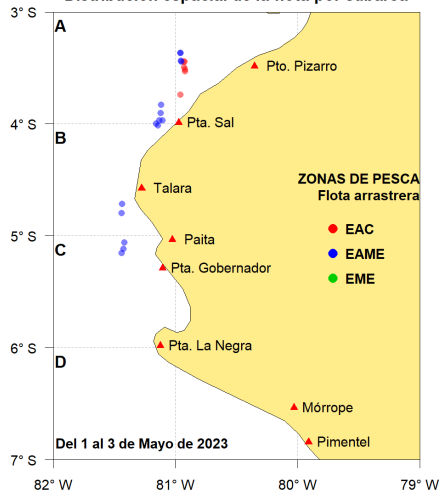 Distribución espacial de la flota por subárea
3° S
A
Pto. Pizarro
4° S
Pta. Sal
B
ZONAS DE PESCA
Talara
Flota arrastrera
EAC
5° S
Paita
C
EAME
Pta. Gobernador
EME
6° S
Pta. La Negra
D
Mórrope
Del 1 al 3 de Mayo de 2023
Pimentel
7° S
82° W
81° W
80° W
79° W